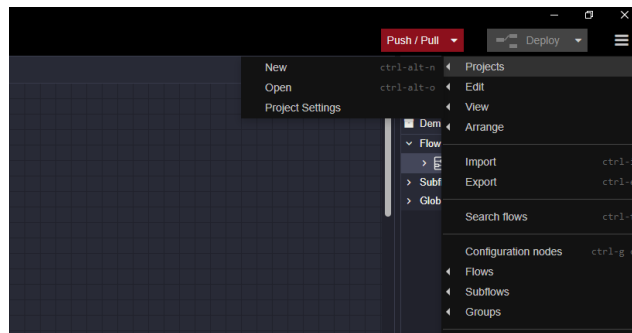 Push / Pull
Deploy
New ctrl-alt-n
Open ctrl-alt-o
Project Settings
Projects
Edit
View
Arrange
Import
Export
Search flows
Configuration nodes ctrl-g
Flows
Subflows
Groups
Dem
Flow
Subf
Glob